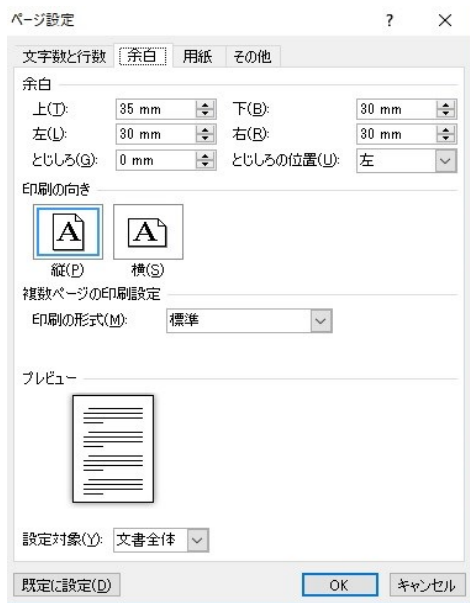 ページ設定 ? ×
文字数と行数 余白 用紙 その他
余白
上(T): 35 mm 下(B): 30 mm
左(L): 30 mm 右(R): 30 mm
とじしろ(G): 0 mm とじしろの位置(U): 左
印刷の向き
A A
縦(P) 横(S)
複数ページの印刷設定
印刷の形式(M): 標準
プレビュー
設定対象(Y): 文書全体
既定に設定(D) OK キャンセル